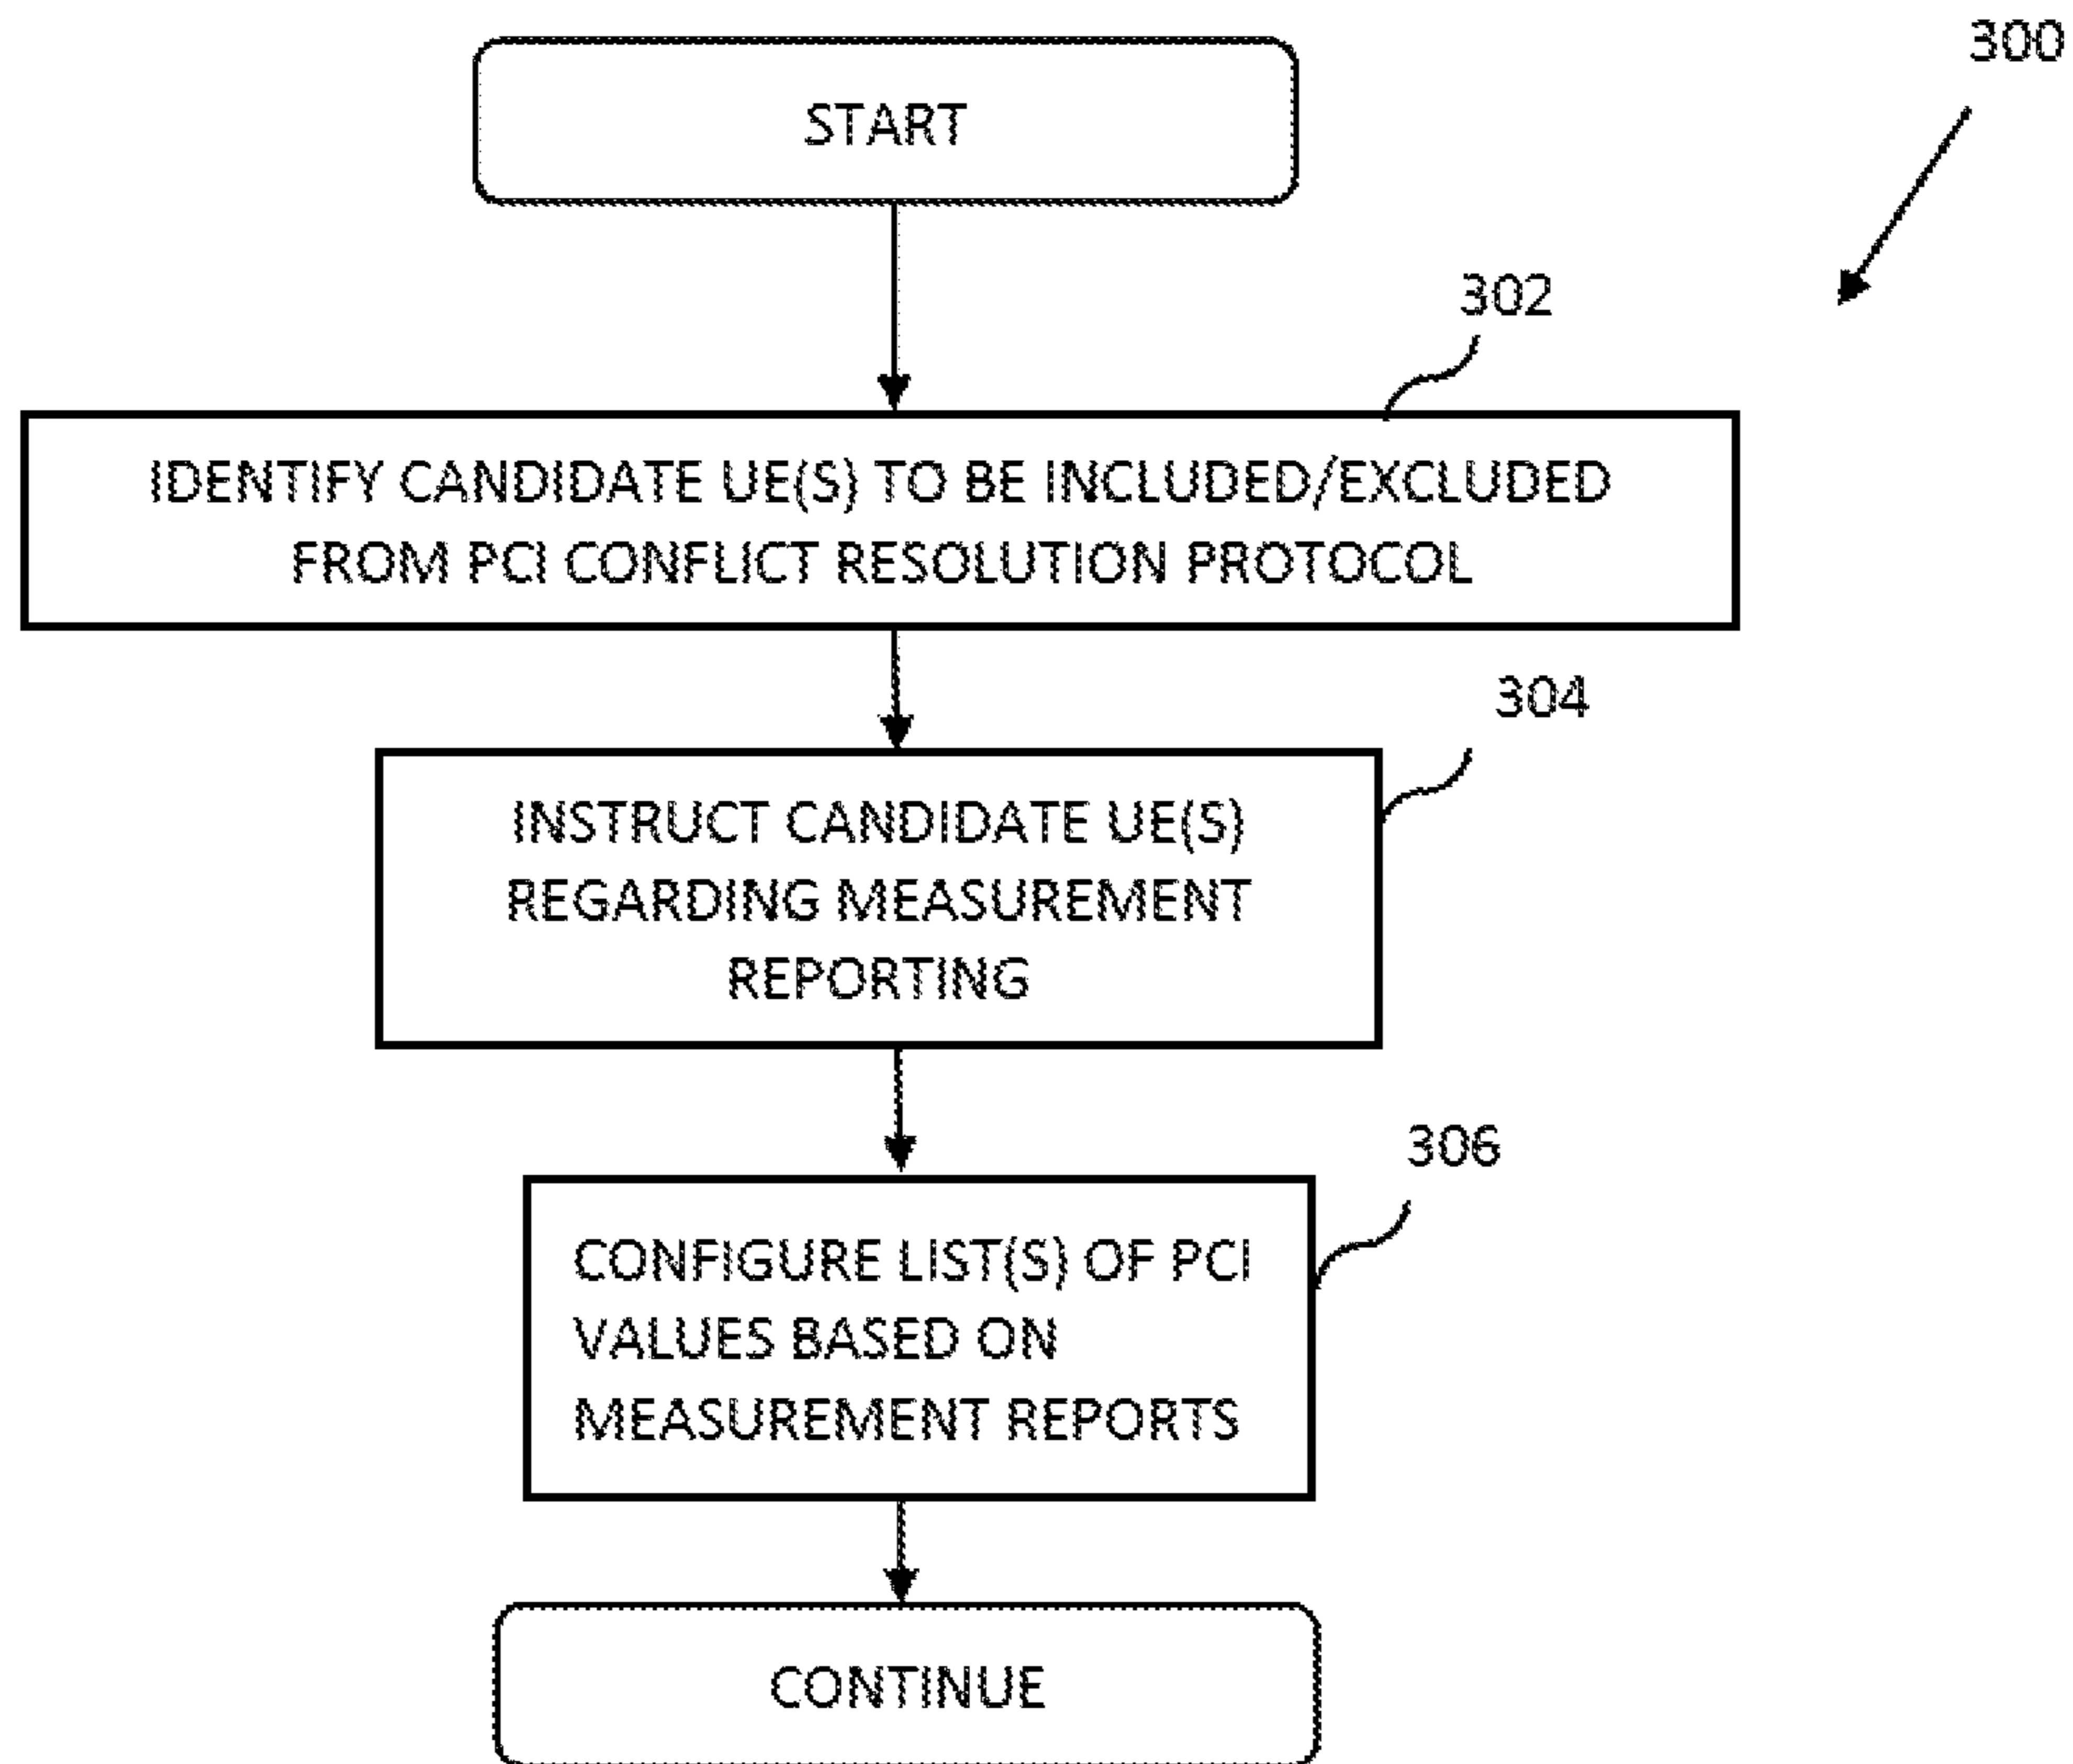 300
START
302
IDENTIFY CANDIDATE UE(S) TO BE INCLUDED/EXCLUDED
FROM PCI CONFLICT RESOLUTION PROTOCOL
304
INSTRUCT CANDIDATE UE(S)
REGARDING MEASUREMENT
REPORTING
306
CONFIGURE LIST(S) OF PCI
VALUES BASED ON
MEASUREMENT REPORTS
CONTINUE